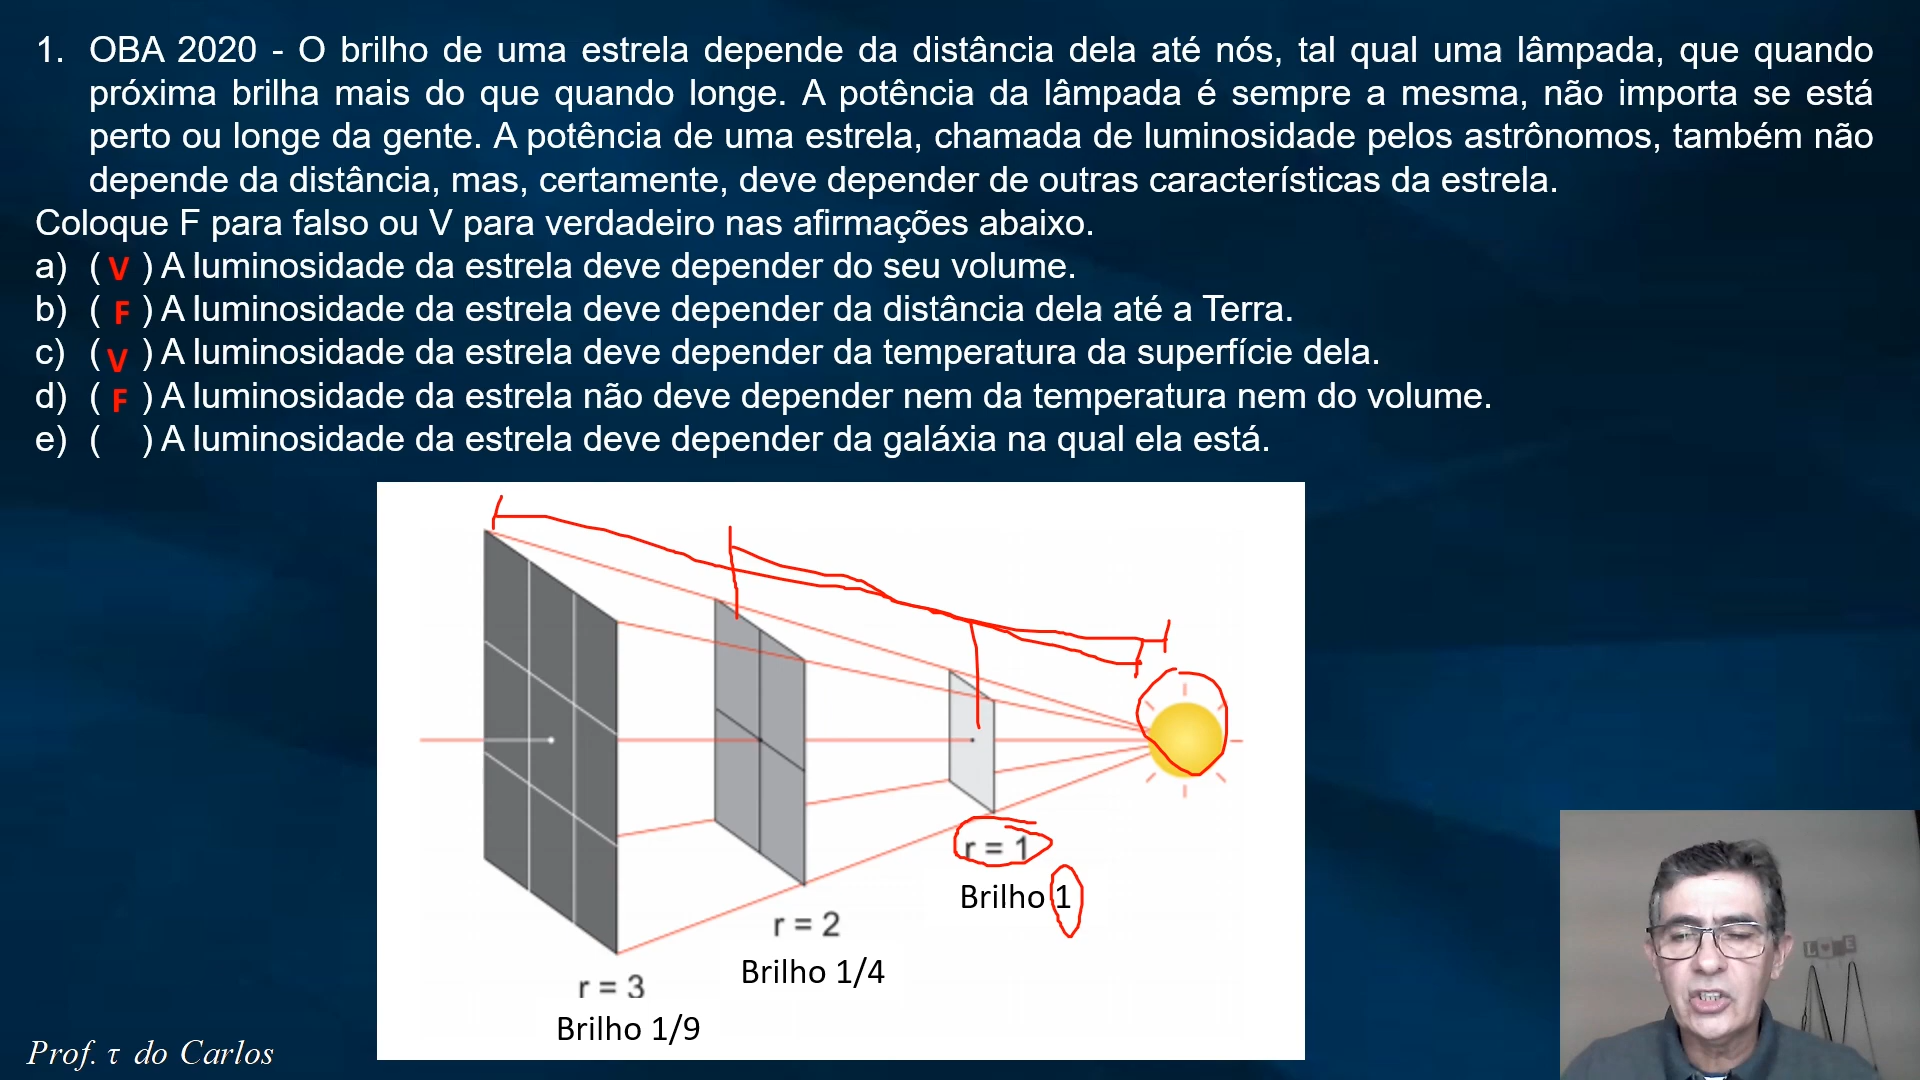 1. OBA 2020 - O brilho de uma estrela depende da distância dela até nós, tal qual uma lâmpada, que quando
próxima brilha mais do que quando longe. A potência da lâmpada é sempre a mesma, não importa se está
perto ou longe da gente. A potência de uma estrela, chamada de luminosidade pelos astrônomos, também não
depende da distância, mas, certamente, deve depender de outras características da estrela.
Coloque F para falso ou V para verdadeiro nas afirmações abaixo.
a) ( V ) A luminosidade da estrela deve depender do seu volume.
b) ( F ) A luminosidade da estrela deve depender da distância dela até a Terra.
c) ( V ) A luminosidade da estrela deve depender da temperatura da superfície dela.
d) ( F ) A luminosidade da estrela não deve depender nem da temperatura nem do volume.
e) ( ) A luminosidade da estrela deve depender da galáxia na qual ela está.
r = 1
Brilho 1
r = 2
Brilho 1/4
r = 3
Brilho 1/9
Prof. τ do Carlos